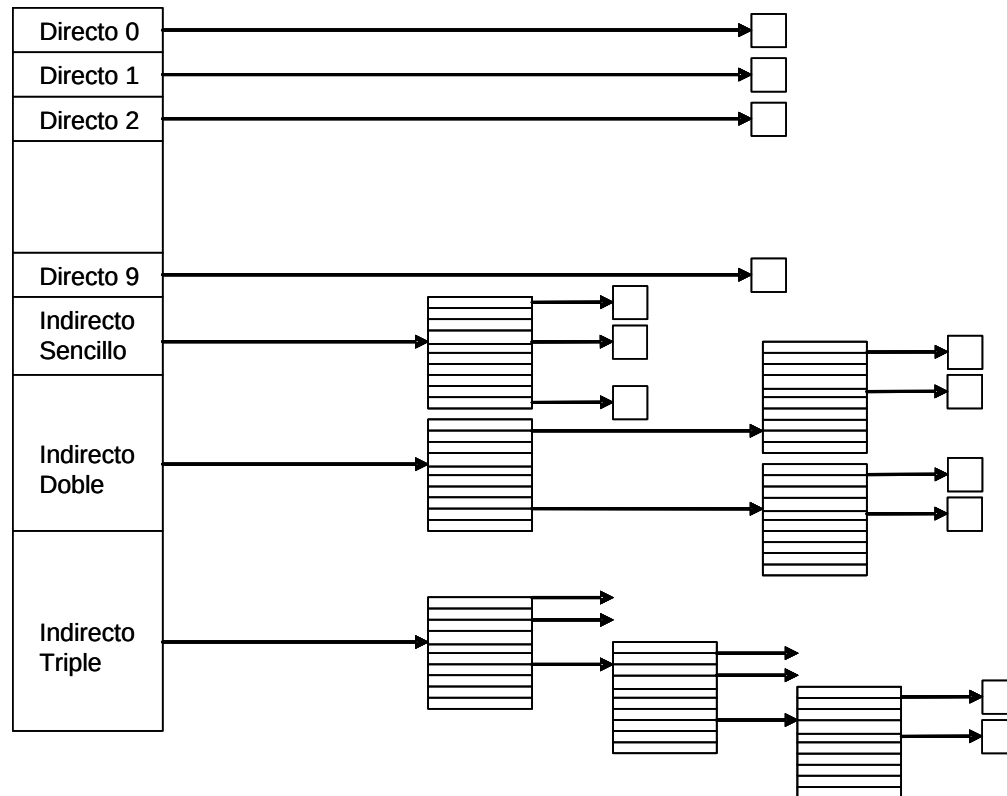 Directo 0
Directo 1
Directo 2
Directo 9
Indirecto
Sencillo
Indirecto
Doble
Indirecto
Triple